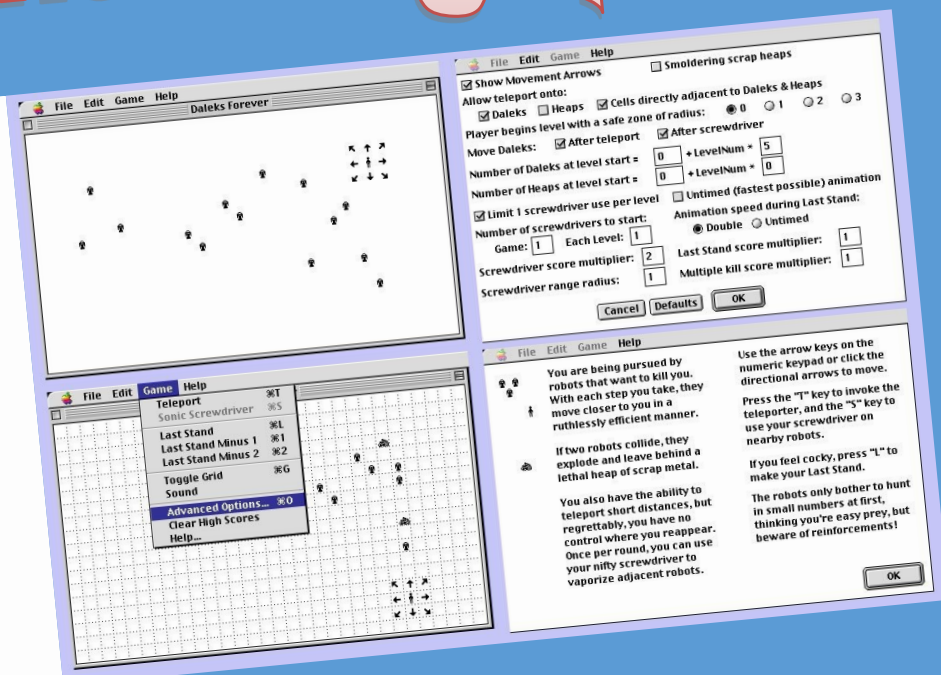 File Edit Game Help
Daleks Forever
File Edit Game Help
Show Movement Arrows
Smoldering scrap heaps
Allow teleport onto:
Daleks Heaps Cells directly adjacent to Daleks & Heaps
Player begins level with a safe zone of radius: 0 1 2 3
Move Daleks: After teleport After screwdriver
Number of Daleks at level start = 0 + LevelNum * 5
Number of Heaps at level start = 0 + LevelNum * 0
Limit 1 screwdriver use per level
Untimed (fastest possible) animation
Number of screwdrivers to start:
Game: 1 Each Level: 1
Animation speed during Last Stand:
Double Untimed
Screwdriver score multiplier: 2
Last Stand score multiplier: 1
Screwdriver range radius: 1
Multiple kill score multiplier: 1
Cancel Defaults OK
File Edit Game Help
Teleport ⌘T
Sonic Screwdriver ⌘S
Last Stand ⌘L
Last Stand Minus 1 ⌘1
Last Stand Minus 2 ⌘2
Toggle Grid ⌘G
Sound
Advanced Options... ⌘O
Clear High Scores
Help...
File Edit Game Help
You are being pursued by
robots that want to kill you.
With each step you take, they
move closer to you in a
ruthlessly efficient manner.
If two robots collide, they
explode and leave behind a
lethal heap of scrap metal.
You also have the ability to
teleport short distances, but
regrettably, you have no
control where you reappear.
Once per round, you can use
your nifty screwdriver to
vaporize adjacent robots.
Use the arrow keys on the
numeric keypad or click the
directional arrows to move.
Press the "T" key to invoke the
teleporter, and the "S" key to
use your screwdriver on
nearby robots.
If you feel cocky, press "L" to
make your Last Stand.
The robots only bother to hunt
in small numbers at first,
thinking you're easy prey, but
beware of reinforcements!
OK